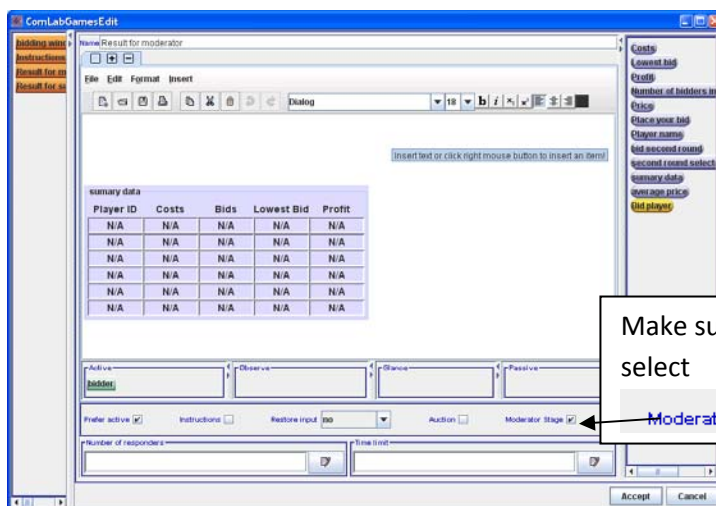 ComLabGamesEdit
bidding wind
Instructions
Result for m
Result for se
Name Result for moderator
File Edit Format Insert
Dialog 18 b i
Insert text or click right mouse button to insert an item!
sumary data
Player ID Costs Bids Lowest Bid Profit
N/A N/A N/A N/A N/A
N/A N/A N/A N/A N/A
N/A N/A N/A N/A N/A
N/A N/A N/A N/A N/A
N/A N/A N/A N/A N/A
N/A N/A N/A N/A N/A
Active Observe Glance Passive
bidder
Prefer active Instructions Restore input no Auction Moderator Stage
Number of responders Time limit
Accept Cancel
Costs
Lowest bid
Profit
Number of bidders in
Price
Place your bid
Player name
bid second round
second round select
sumary data
average price
Bid player
Make su
select
Moderat